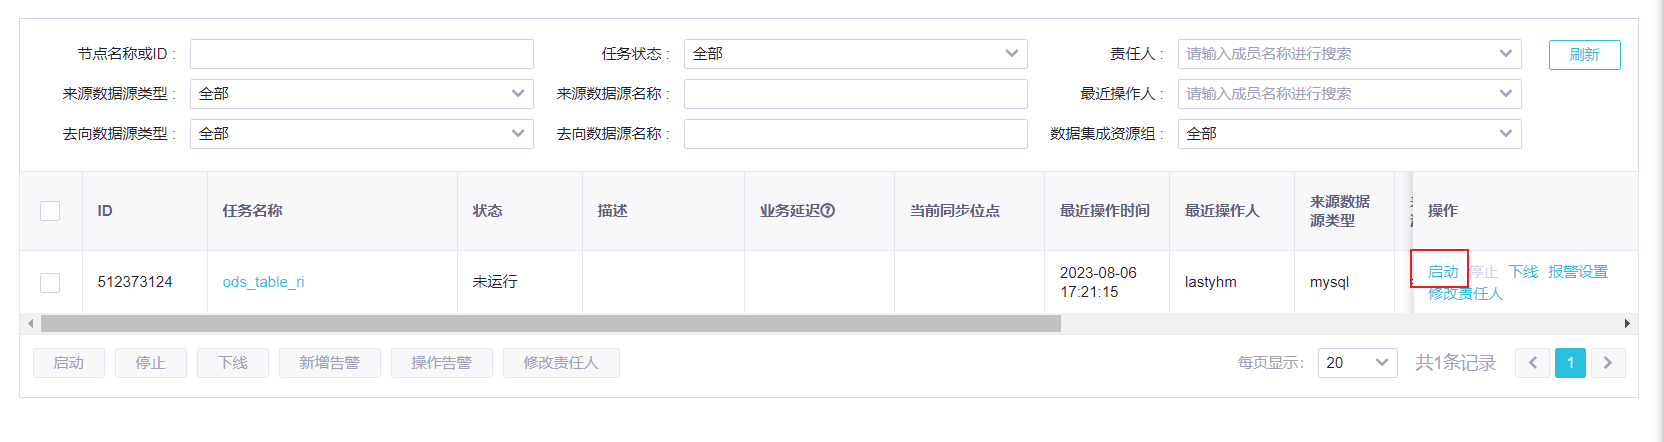 节点名称或ID :
任务状态 : 全部
责任人 : 请输入成员名称进行搜索
刷新
来源数据源类型 : 全部
来源数据源名称 :
最近操作人 : 请输入成员名称进行搜索
去向数据源类型 : 全部
去向数据源名称 :
数据集成资源组 : 全部
ID 任务名称 状态 描述 业务延迟? 当前同步位点 最近操作时间 最近操作人 来源数据源类型 操作
512373124 ods_table_ri 未运行 2023-08-06 17:21:15 lastyhm mysql 启动 停止 下线 报警设置
修改责任人
启动 停止 下线 新增告警 操作告警 修改责任人 每页显示: 20 共1条记录 1